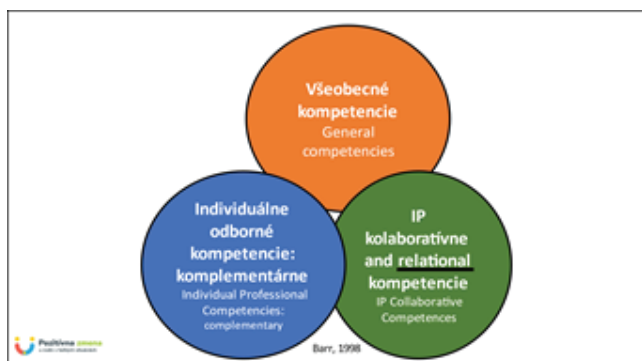 Všeobecné
kompetencie
General
competencies
Individuálne
odborné
kompetencie:
komplementárne
Individual Professional
Competencies:
complementary
IP
kolaboratívne
and relational
kompetencie
IP Collaborative
Competences
Barr, 1998
Pozitívna zmena